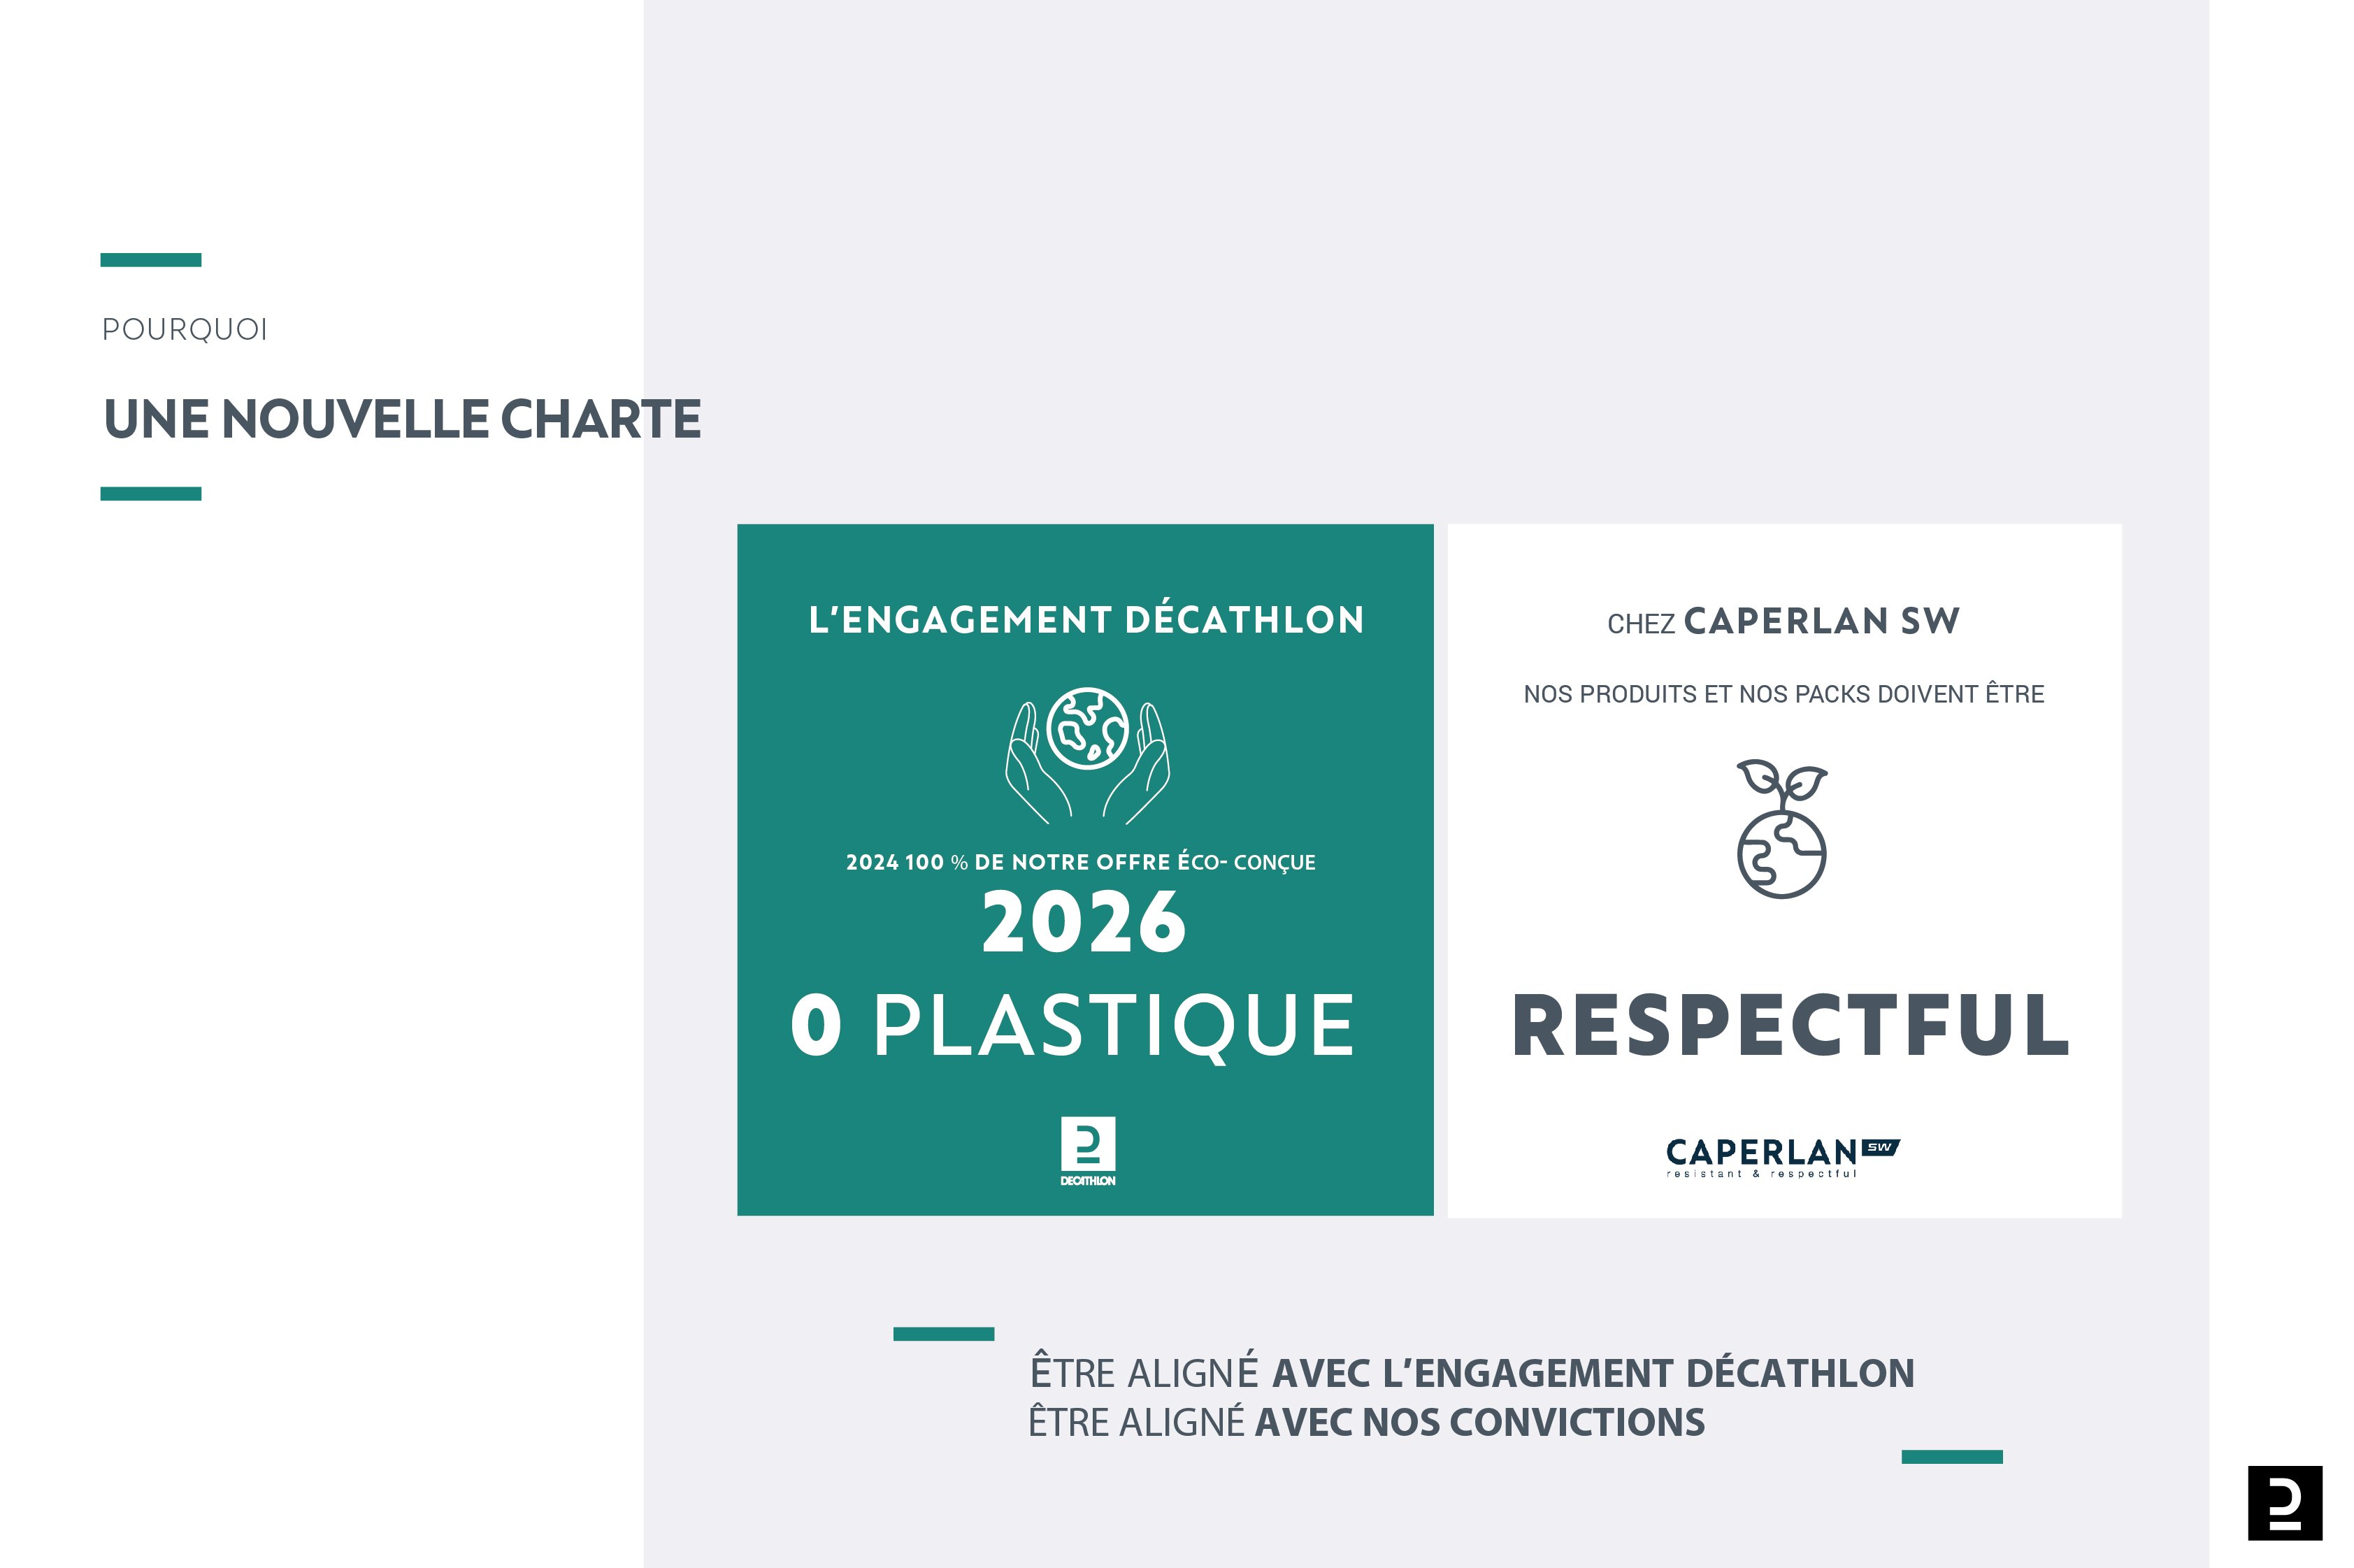 POURQUOI
UNE NOUVELLE CHARTE
L'ENGAGEMENT DÉCATHLON
2024 100 % DE NOTRE OFFRE ÉCO- CONÇUE
2026
0 PLASTIQUE
DECATHLON
CHEZ CAPERLAN SW
NOS PRODUITS ET NOS PACKS DOIVENT ÊTRE
RESPECTFUL
CAPERLAN SW
resistant & respectful
ÊTRE ALIGNÉ AVEC L'ENGAGEMENT DÉCATHLON
ÊTRE ALIGNÉ AVEC NOS CONVICTIONS